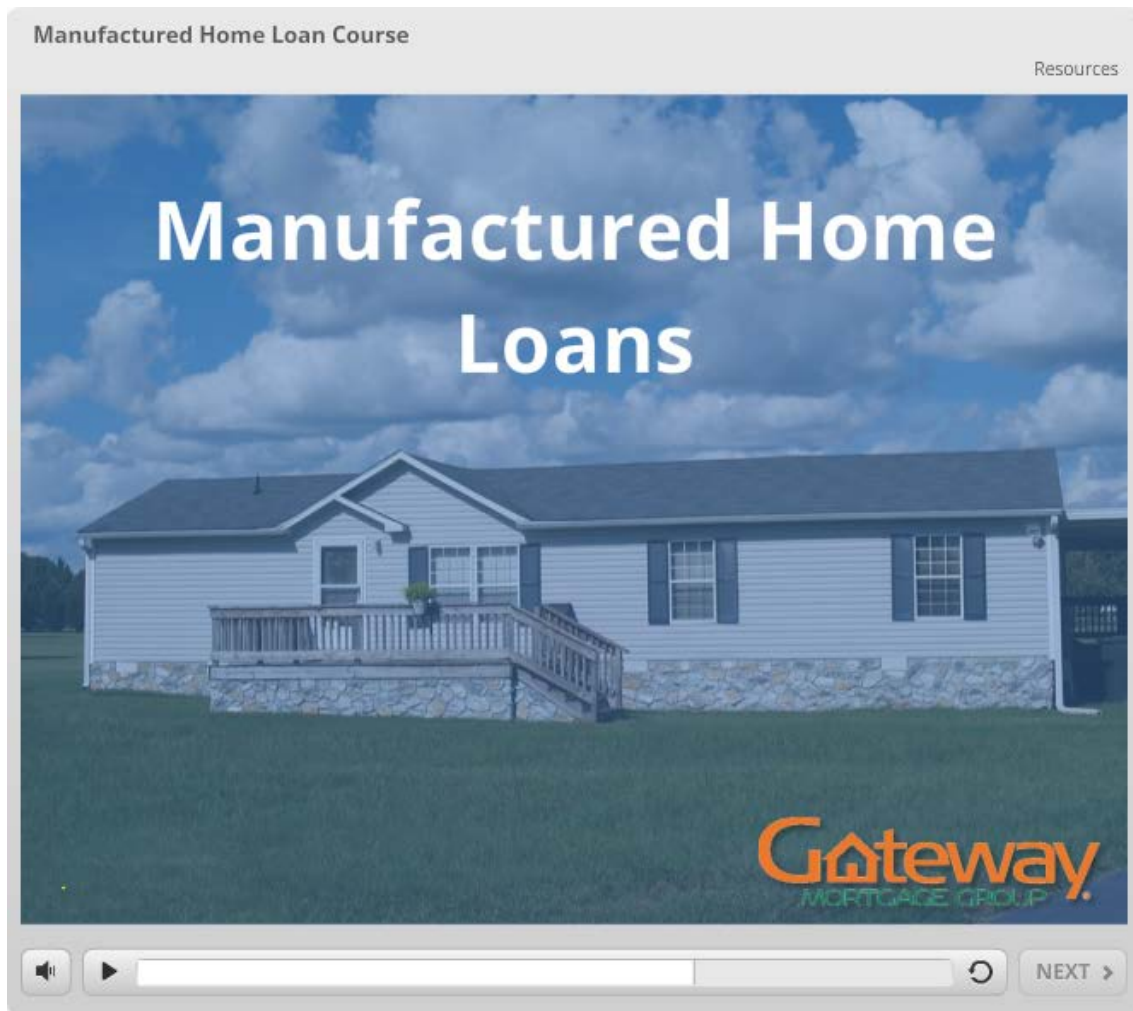 Manufactured Home Loan Course
Resources
Manufactured Home
Loans
Gateway
MORTGAGE GROUP
NEXT